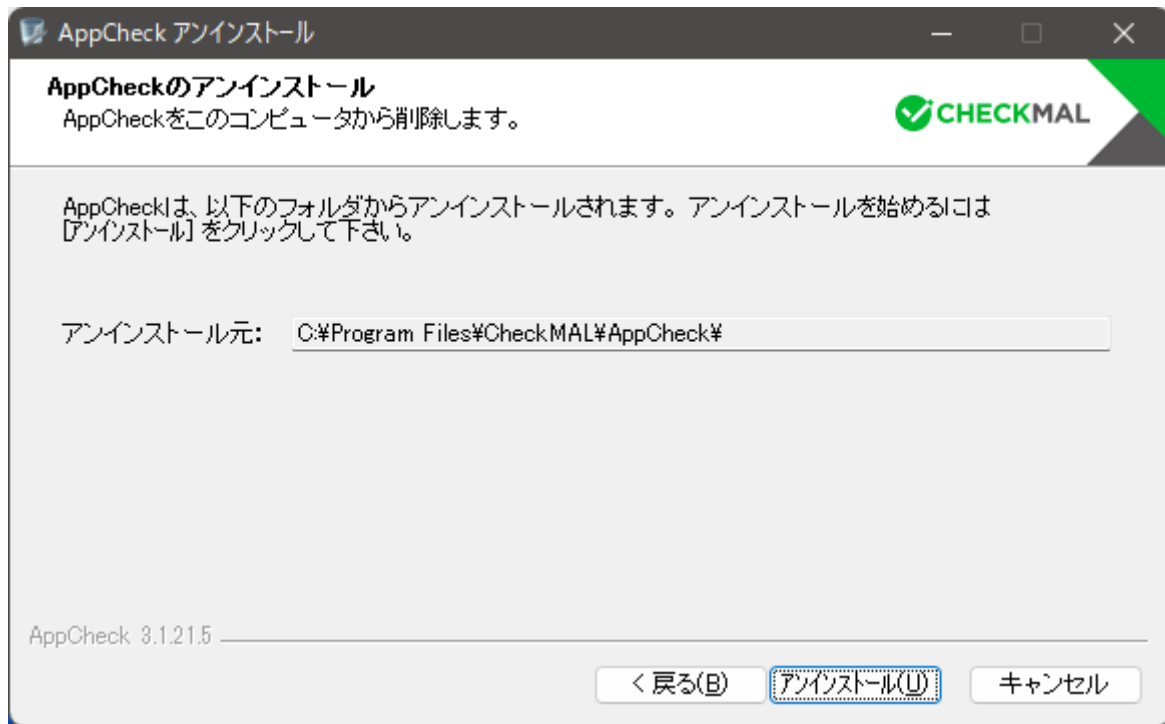 AppCheck アンインストール
AppCheckのアンインストール
AppCheckをこのコンピュータから削除します。
CHECKMAL
AppCheckは、以下のフォルダからアンインストールされます。アンインストールを始めるには
[ｱﾝｲﾝｽﾄｰﾙ] をクリックして下さい。
アンインストール元: C:¥Program Files¥CheckMAL¥AppCheck¥
AppCheck 3.1.21.5
< 戻る(B) ｱﾝｲﾝｽﾄｰﾙ(U) キャンセル